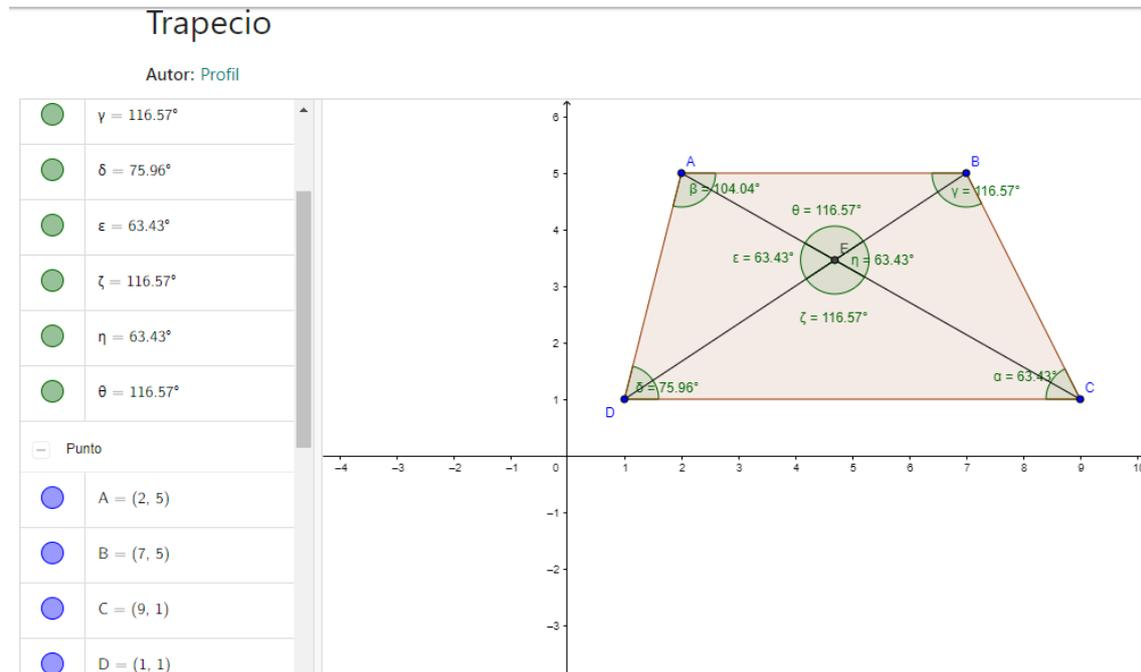 Trapecio
Autor: Profil
γ = 116.57°
δ = 75.96°
ε = 63.43°
ζ = 116.57°
η = 63.43°
θ = 116.57°
Punto
A = (2, 5)
B = (7, 5)
C = (9, 1)
D = (1, 1)
6
5
4
3
2
1
0
−1
−2
−3
−4 −3 −2 −1
1 2 3 4 5 6 7 8 9 10
A
B
β = 104.04°
γ = 116.57°
θ = 116.57°
E
ε = 63.43°
η = 63.43°
ζ = 116.57°
δ = 75.96°
α = 63.43°
C
D